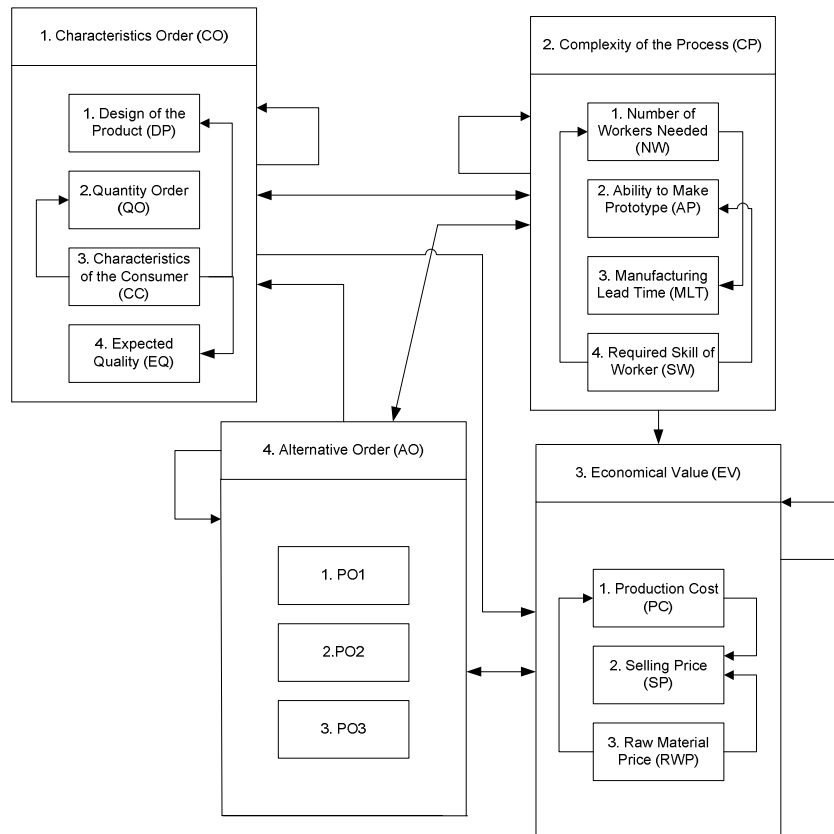 1. Characteristics Order (CO)
1. Design of the
Product (DP)
2.Quantity Order
(QO)
3. Characteristics
of the Consumer
(CC)
4. Expected
Quality (EQ)
2. Complexity of the Process (CP)
1. Number of
Workers Needed
(NW)
2. Ability to Make
Prototype (AP)
3. Manufacturing
Lead Time (MLT)
4. Required Skill of
Worker (SW)
4. Alternative Order (AO)
1. PO1
2.PO2
3. PO3
3. Economical Value (EV)
1. Production Cost
(PC)
2. Selling Price
(SP)
3. Raw Material
Price (RWP)